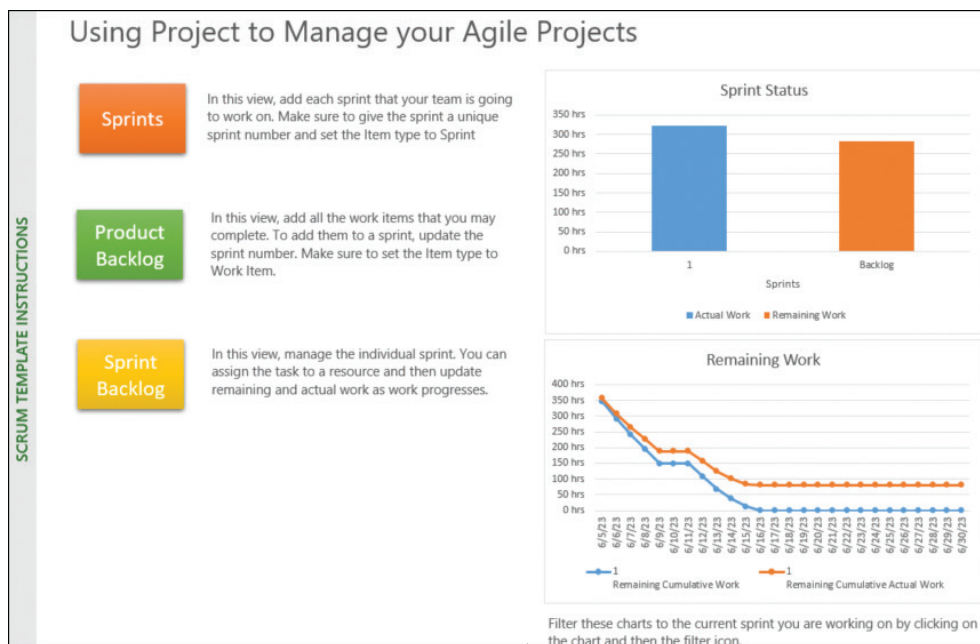 Using Project to Manage your Agile Projects
SCRUM TEMPLATE INSTRUCTIONS
Sprints
In this view, add each sprint that your team is going
to work on. Make sure to give the sprint a unique
sprint number and set the Item type to Sprint
Product
Backlog
In this view, add all the work items that you may
complete. To add them to a sprint, update the
sprint number. Make sure to set the Item type to
Work Item.
Sprint
Backlog
In this view, manage the individual sprint. You can
assign the task to a resource and then update
remaining and actual work as work progresses.
Sprint Status
350 hrs
300 hrs
250 hrs
200 hrs
150 hrs
100 hrs
50 hrs
0 hrs
1 Backlog
Sprints
Actual Work Remaining Work
Remaining Work
400 hrs
350 hrs
300 hrs
250 hrs
200 hrs
150 hrs
100 hrs
50 hrs
0 hrs
6/5/23
6/6/23
6/7/23
6/8/23
6/9/23
6/10/23
6/11/23
6/12/23
6/13/23
6/14/23
6/15/23
6/16/23
6/17/23
6/18/23
6/19/23
6/20/23
6/21/23
6/22/23
6/23/23
6/24/23
6/25/23
6/26/23
6/27/23
6/28/23
6/29/23
6/30/23
1 1
Remaining Cumulative Work Remaining Cumulative Actual Work
Filter these charts to the current sprint you are working on by clicking on
the chart and then the filter icon.